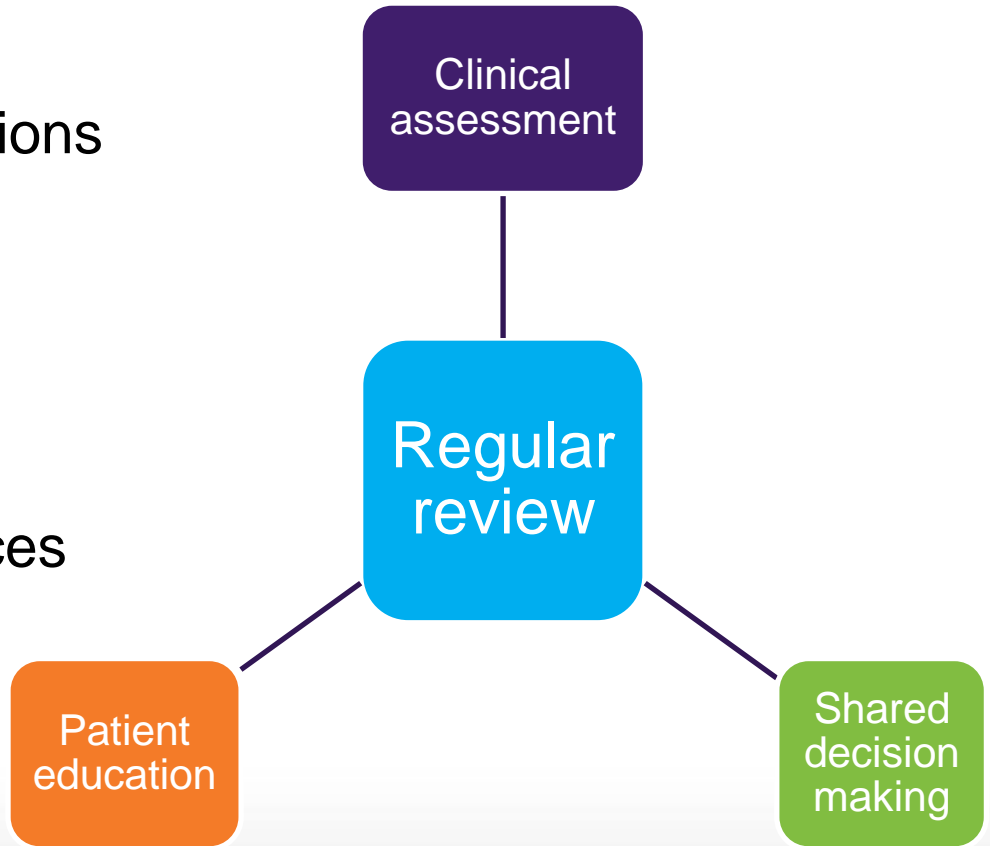 Clinical
assessment
ions
Regular
review
ces
Patient
education
Shared
decision
making